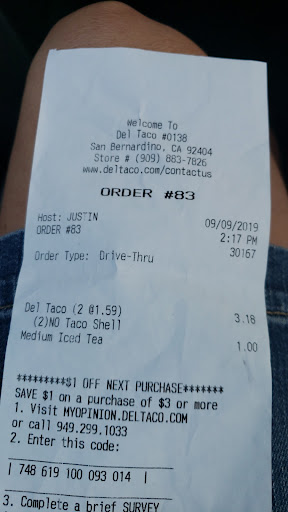 Welcome To
Del Taco #0138
San Bernardino, CA 92404
Store # (909) 883-7826
www.deltaco.com/contactus
ORDER #83
Host: JUSTIN 09/09/2019
ORDER #83 2:17 PM
30167
Order Type: Drive-Thru
Del Taco (2 @1.59) 3.18
(2)NO Taco Shell
Medium Iced Tea 1.00
*********$1 OFF NEXT PURCHASE*******
SAVE $1 on a purchase of $3 or more
1. Visit MYOPINION.DELTACO.COM
or call 949.299.1033
2. Enter this code:
| 748 619 100 093 014 |
3. Complete a brief SURVEY